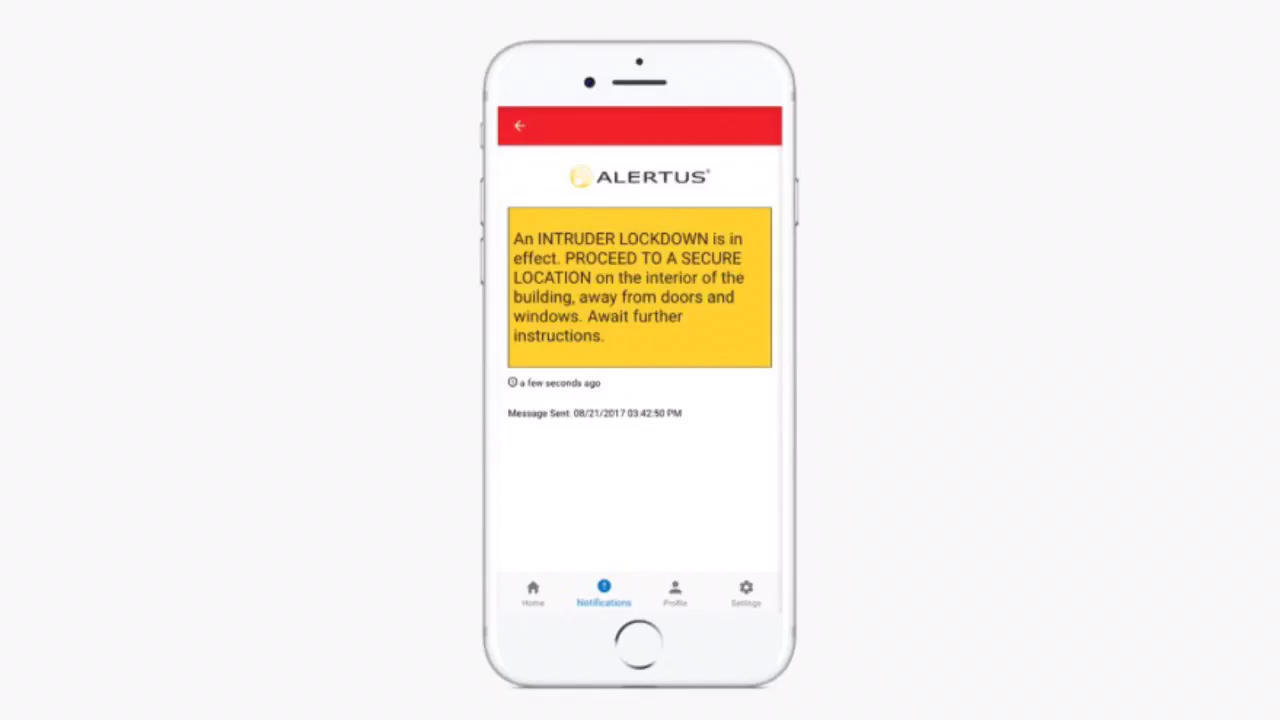 ALERTUS®
An INTRUDER LOCKDOWN is in
effect. PROCEED TO A SECURE
LOCATION on the interior of the
building, away from doors and
windows. Await further
instructions.
a few seconds ago
Message Sent: 08/21/2017 03:42:50 PM
Home Notifications Profile Settings